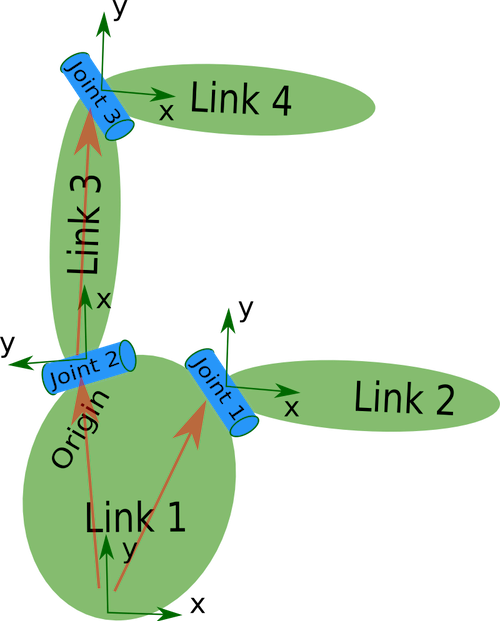 y
Joint 3
Link 4
x
Link 3
x
y
y
Joint 2
Joint 1
x
Link 2
Origin
Link 1
y
x